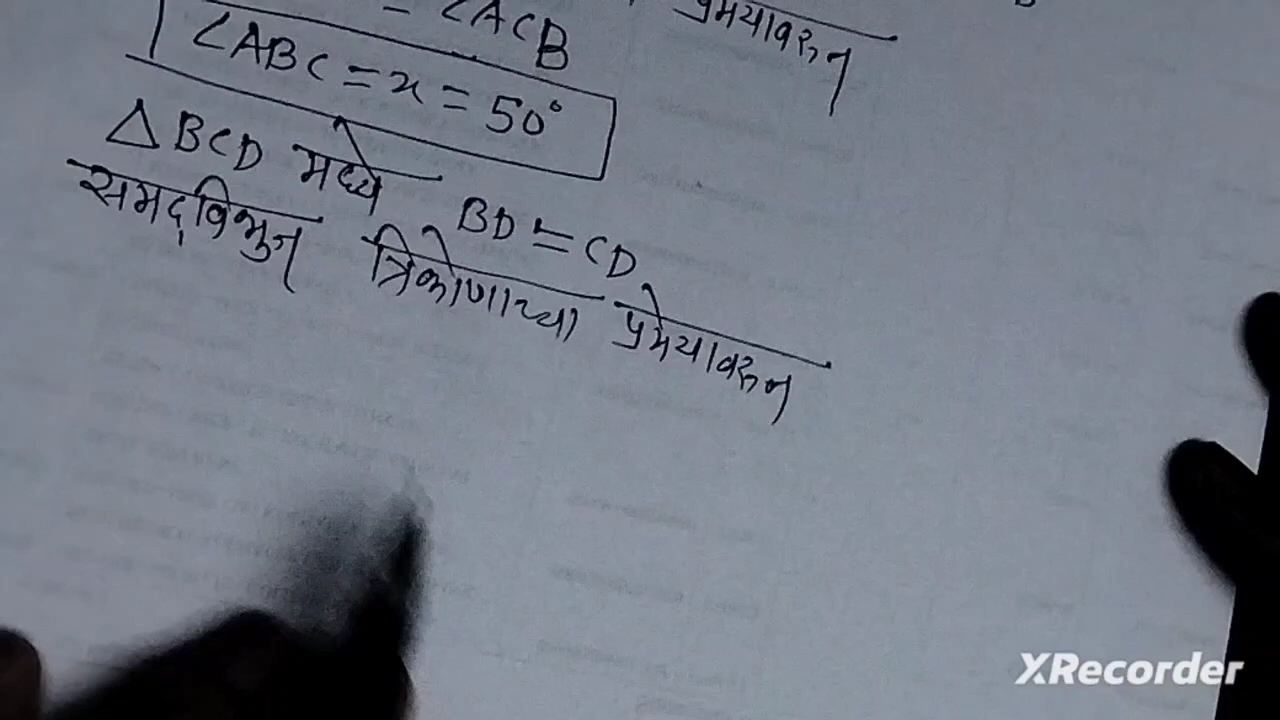 = ∠ACB
प्रमेयावरून
∠ABC = x = 50°
△BCD मध्ये
BD ≅ CD
समद्विभुज त्रिकोणाच्या प्रमेयावरून
XRecorder